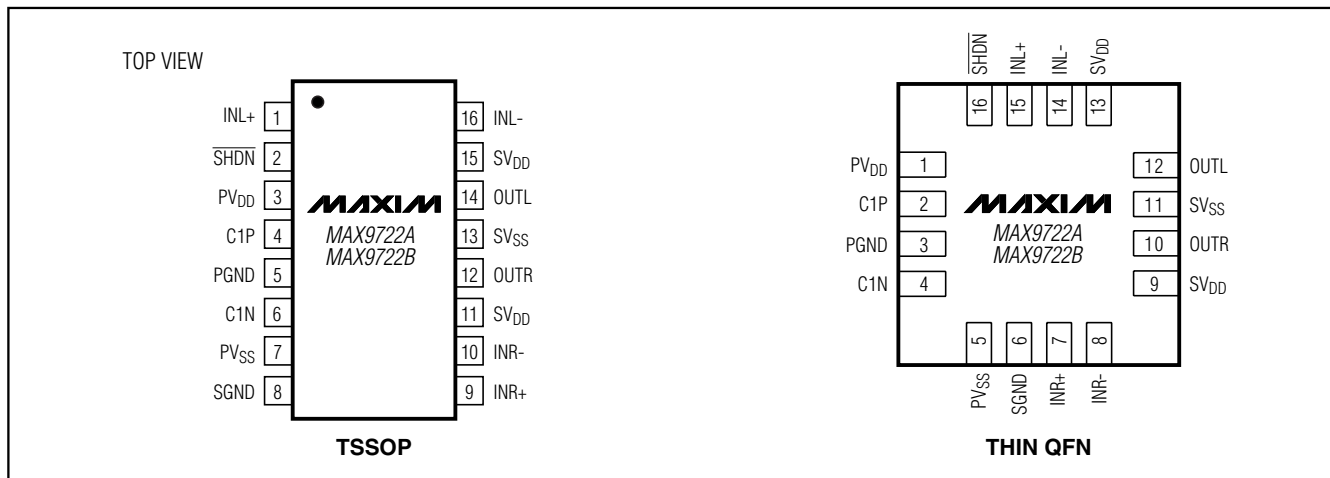 TOP VIEW
INL+ 1
SHDN 2
PVDD 3
C1P 4
PGND 5
C1N 6
PVSS 7
SGND 8
MAXIM
MAX9722A
MAX9722B
16 INL-
15 SVDD
14 OUTL
13 SVSS
12 OUTR
11 SVDD
10 INR-
9 INR+
TSSOP
SHDN INL+ INL- SVDD
16 15 14 13
PVDD 1
C1P 2
PGND 3
C1N 4
MAXIM
MAX9722A
MAX9722B
12 OUTL
11 SVSS
10 OUTR
9 SVDD
5 6 7 8
PVSS SGND INR+ INR-
THIN QFN